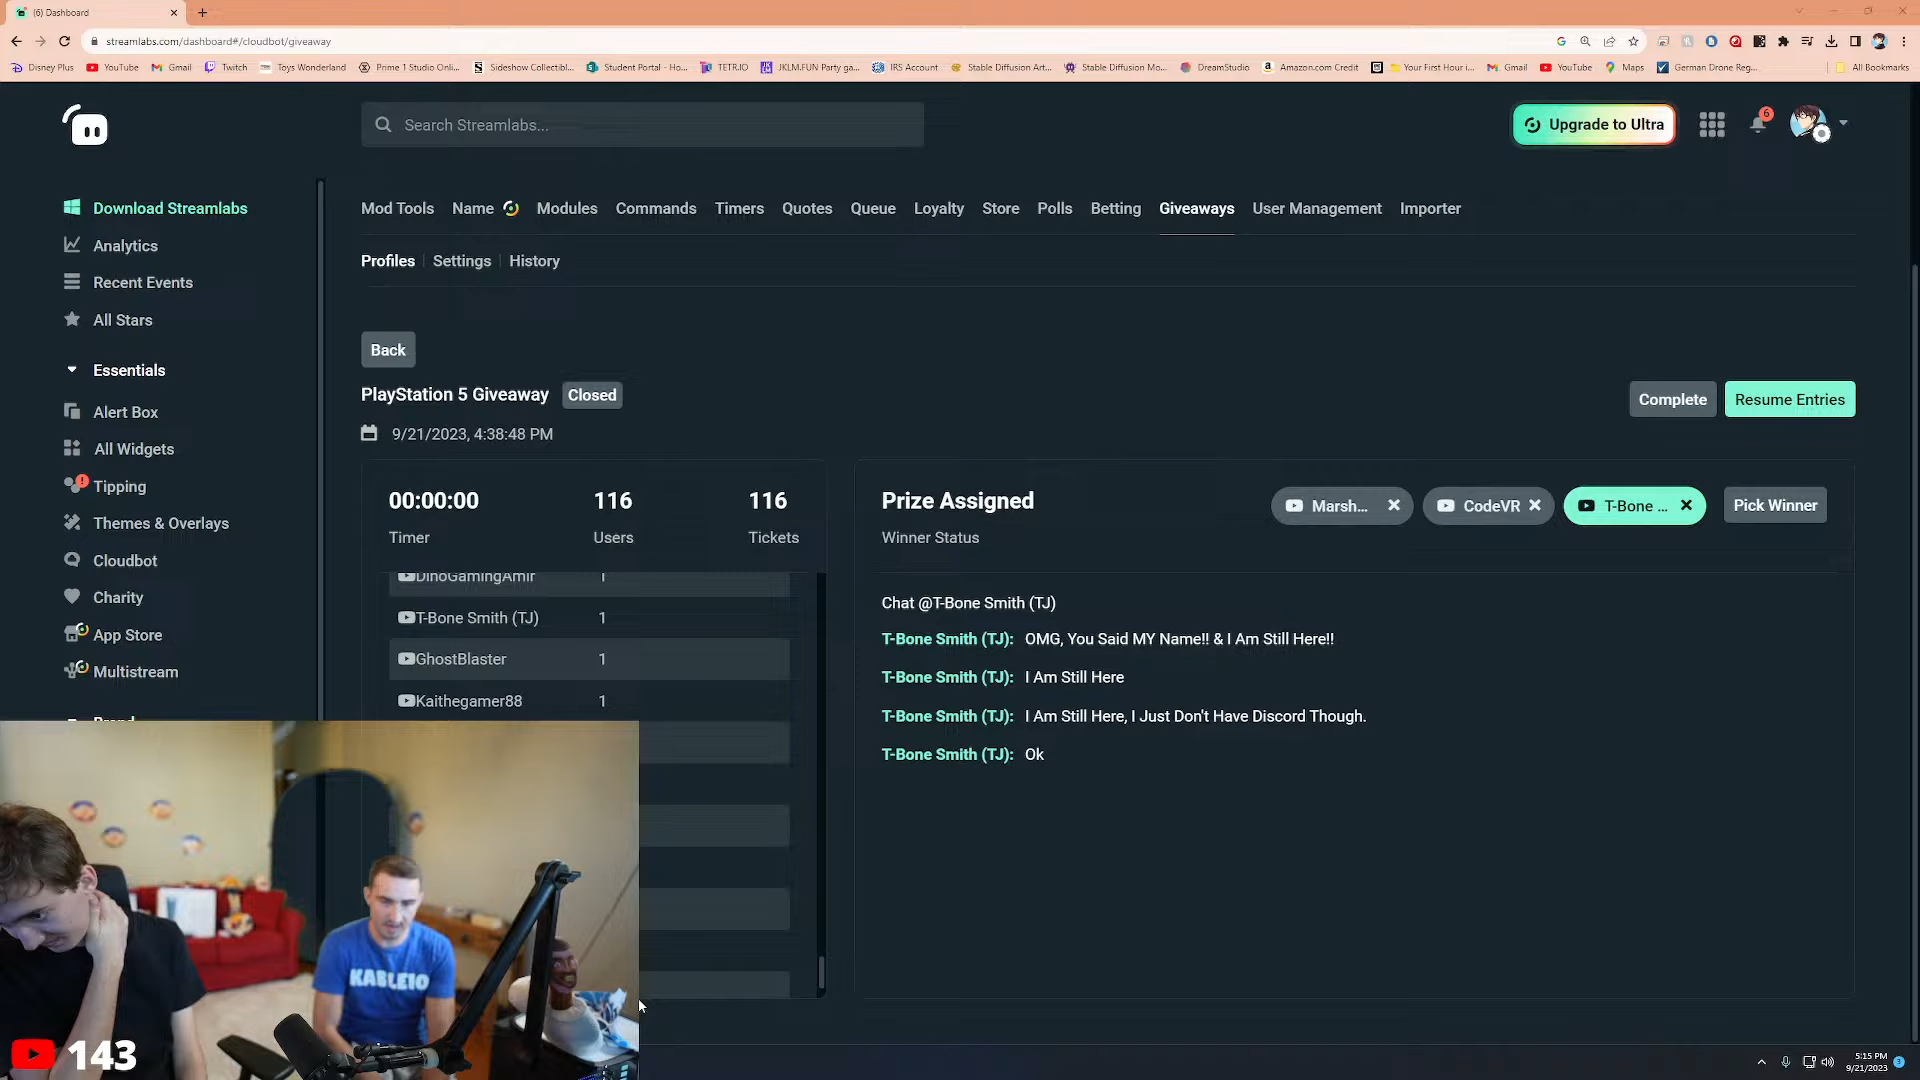 (6) Dashboard
streamlabs.com/dashboard#/cloudbot/giveaway
Disney Plus YouTube Gmail Twitch Toys Wonderland Prime 1 Studio Onli... Sideshow Collectibl... Student Portal - Ho... TETR.IO JKLM.FUN Party ga... IRS Account Stable Diffusion Art... Stable Diffusion Mo... DreamStudio Amazon.com Credit Your First Hour i... Gmail YouTube Maps German Drone Reg... All Bookmarks
Search Streamlabs...
Upgrade to Ultra
6
Download Streamlabs
Analytics
Recent Events
All Stars
Essentials
Alert Box
All Widgets
Tipping
Themes & Overlays
Cloudbot
Charity
App Store
Multistream
Brand
Mod Tools Name Modules Commands Timers Quotes Queue Loyalty Store Polls Betting Giveaways User Management Importer
Profiles Settings History
Back
PlayStation 5 Giveaway Closed
Complete Resume Entries
9/21/2023, 4:38:48 PM
00:00:00 116 116
Timer Users Tickets
DinoGamingAmir 1
T-Bone Smith (TJ) 1
GhostBlaster 1
Kaithegamer88 1
Prize Assigned
Winner Status
Marsh... CodeVR T-Bone ... Pick Winner
Chat @T-Bone Smith (TJ)
T-Bone Smith (TJ): OMG, You Said MY Name!! & I Am Still Here!!
T-Bone Smith (TJ): I Am Still Here
T-Bone Smith (TJ): I Am Still Here, I Just Don't Have Discord Though.
T-Bone Smith (TJ): Ok
KABLE10
143
5:15 PM
9/21/2023
3